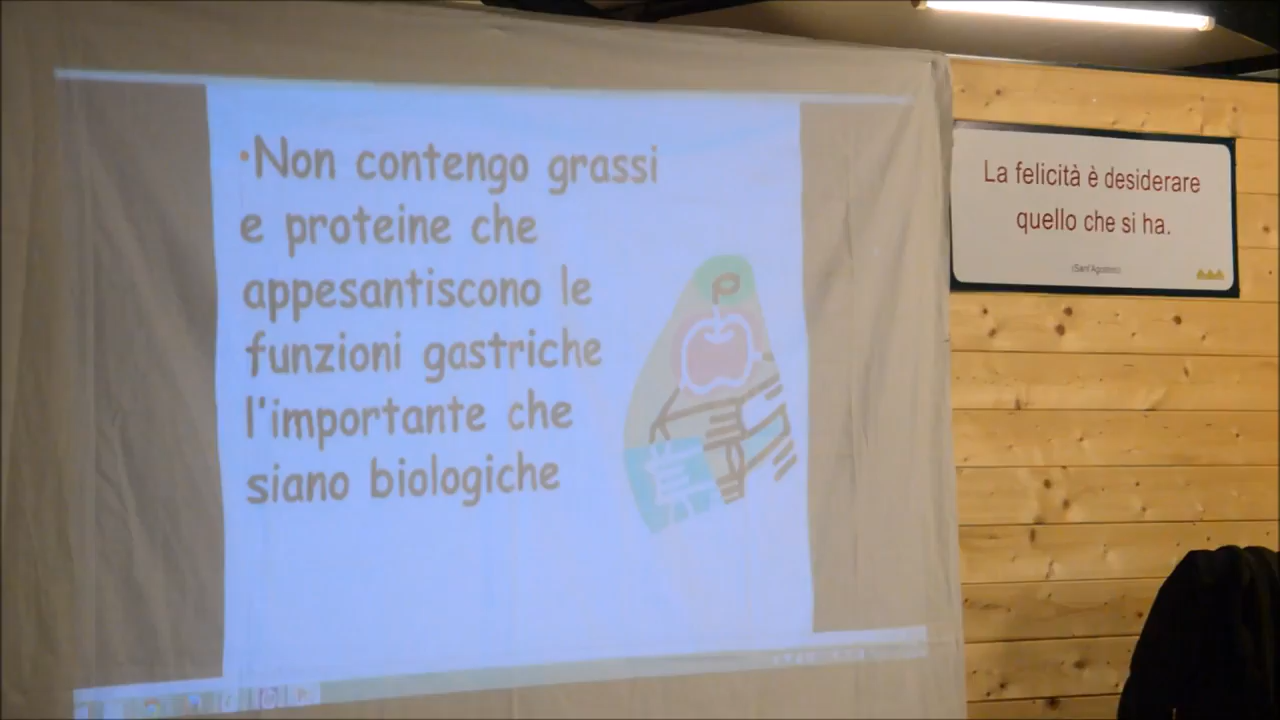 •Non contengo grassi
e proteine che
appesantiscono le
funzioni gastriche
l'importante che
siano biologiche
La felicità è desiderare
quello che si ha.
(Sant'Agostino)